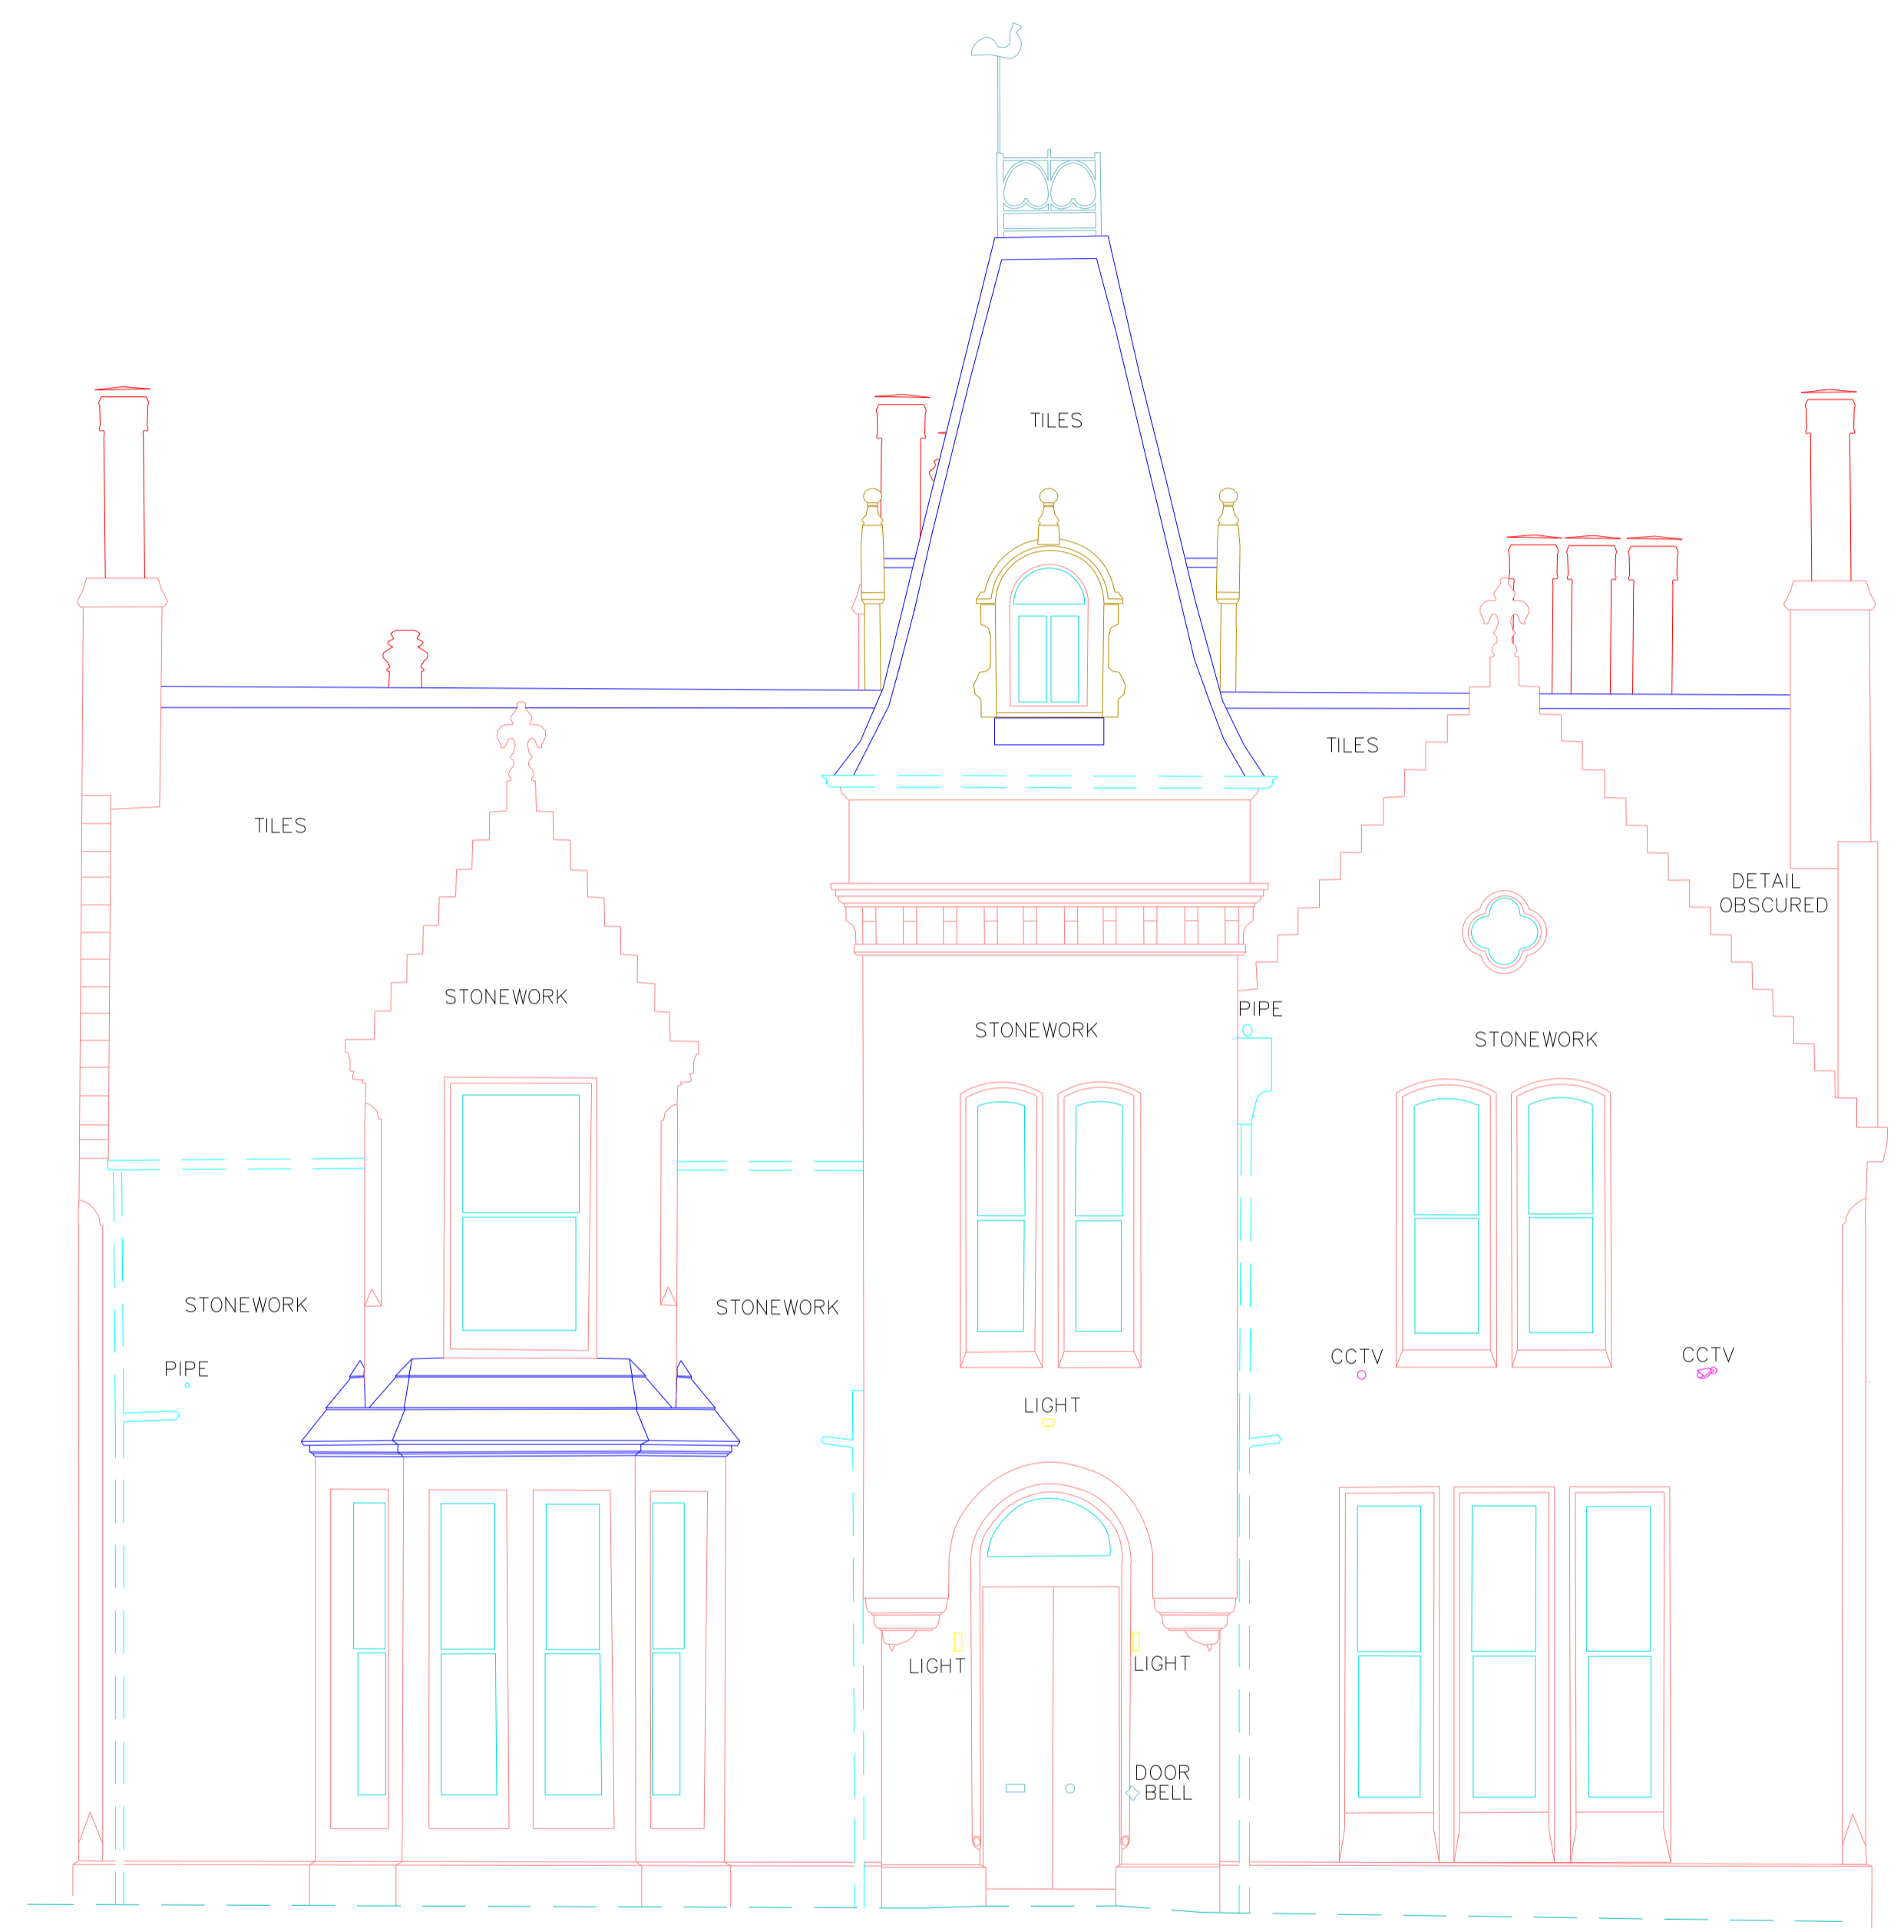 TILES
TILES
TILES
DETAIL
OBSCURED
STONEWORK
PIPE
STONEWORK
STONEWORK
STONEWORK
STONEWORK
PIPE
CCTV
CCTV
LIGHT
LIGHT
LIGHT
DOOR
BELL